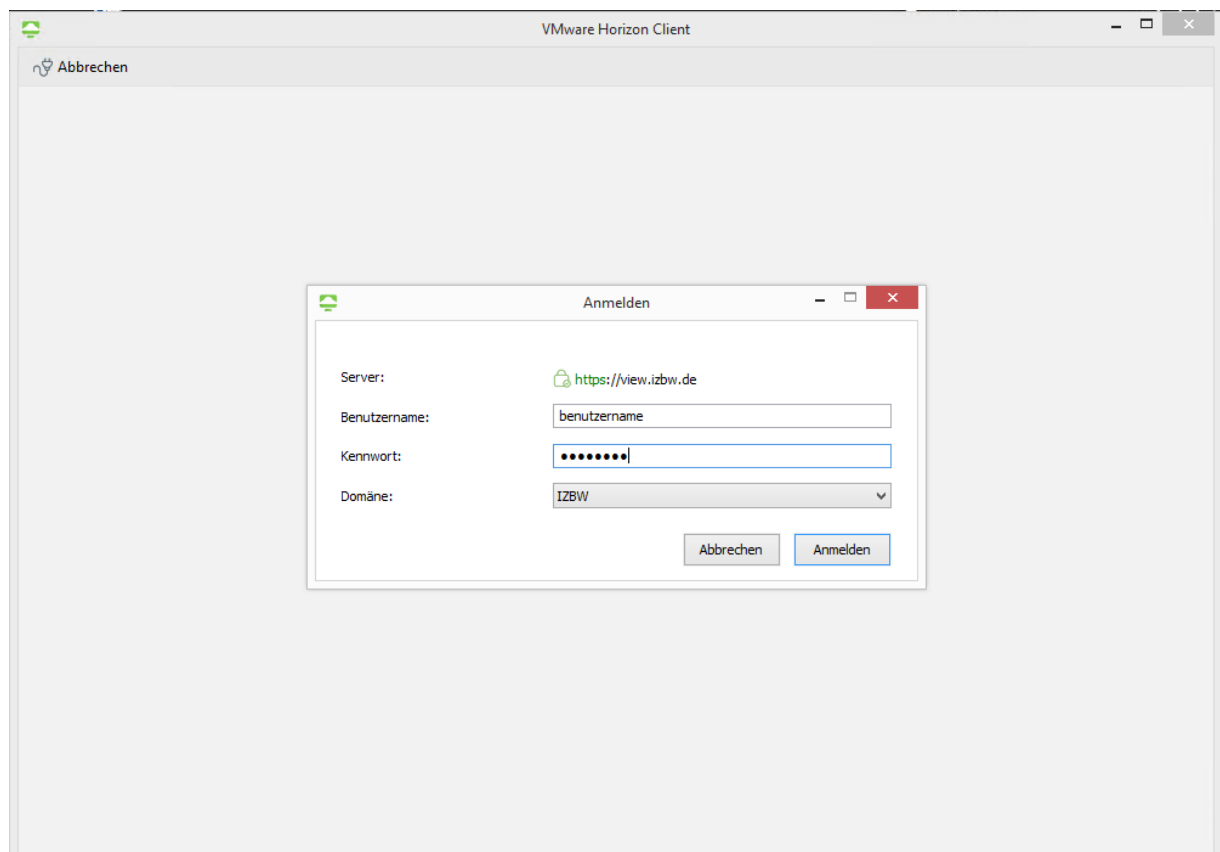 VMware Horizon Client
Abbrechen
Anmelden
Server: https://view.izbw.de
Benutzername: benutzername
Kennwort: ••••••••
Domäne: IZBW
Abbrechen Anmelden